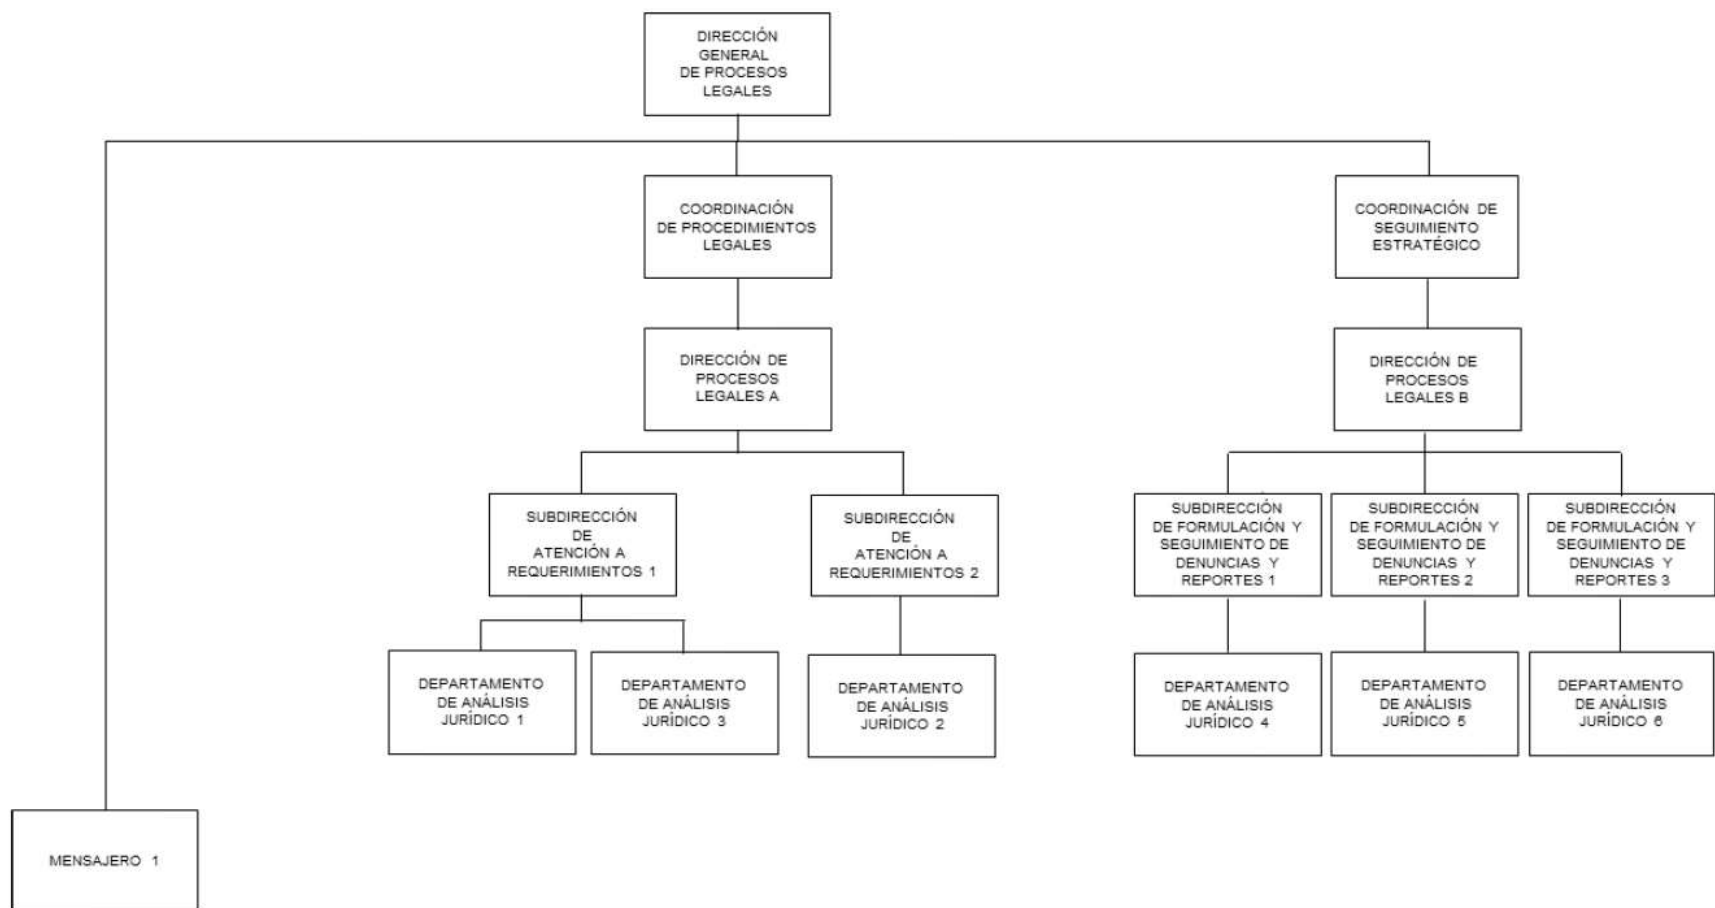 DIRECCIÓN
GENERAL
DE PROCESOS
LEGALES
COORDINACIÓN
DE PROCEDIMIENTOS
LEGALES
COORDINACIÓN DE
SEGUIMIENTO
ESTRATÉGICO
DIRECCIÓN DE
PROCESOS
LEGALES A
DIRECCIÓN DE
PROCESOS
LEGALES B
SUBDIRECCIÓN
DE
ATENCIÓN A
REQUERIMIENTOS 1
SUBDIRECCIÓN
DE
ATENCIÓN A
REQUERIMIENTOS 2
SUBDIRECCIÓN
DE FORMULACIÓN Y
SEGUIMIENTO DE
DENUNCIAS Y
REPORTES 1
SUBDIRECCIÓN
DE FORMULACIÓN Y
SEGUIMIENTO DE
DENUNCIAS Y
REPORTES 2
SUBDIRECCIÓN
DE FORMULACIÓN Y
SEGUIMIENTO DE
DENUNCIAS Y
REPORTES 3
DEPARTAMENTO
DE ANÁLISIS
JURÍDICO 1
DEPARTAMENTO
DE ANÁLISIS
JURÍDICO 3
DEPARTAMENTO
DE ANÁLISIS
JURÍDICO 2
DEPARTAMENTO
DE ANÁLISIS
JURÍDICO 4
DEPARTAMENTO
DE ANÁLISIS
JURÍDICO 5
DEPARTAMENTO
DE ANÁLISIS
JURÍDICO 6
MENSAJERO 1